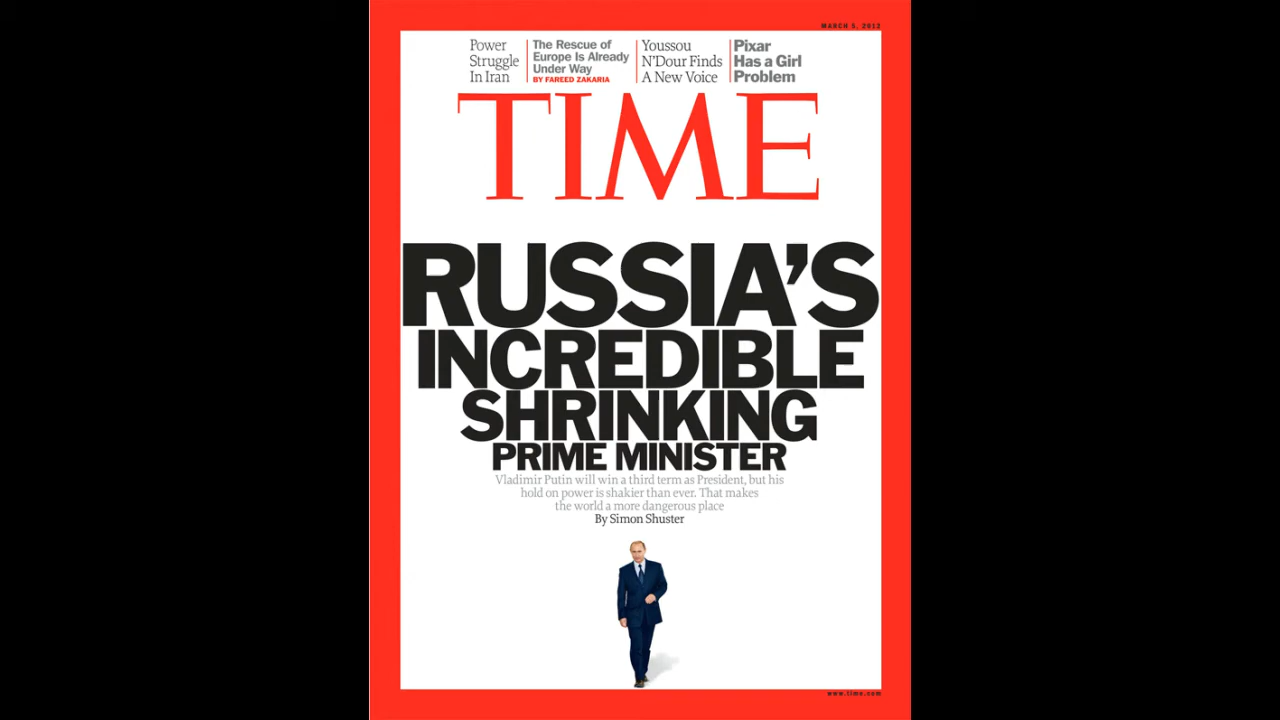 MARCH 5, 2012
Power
Struggle
In Iran
The Rescue of
Europe Is Already
Under Way
BY FAREED ZAKARIA
Youssou
N'Dour Finds
A New Voice
Pixar
Has a Girl
Problem
TIME
RUSSIA'S
INCREDIBLE
SHRINKING
PRIME MINISTER
Vladimir Putin will win a third term as President, but his
hold on power is shakier than ever. That makes
the world a more dangerous place
By Simon Shuster
www.time.com